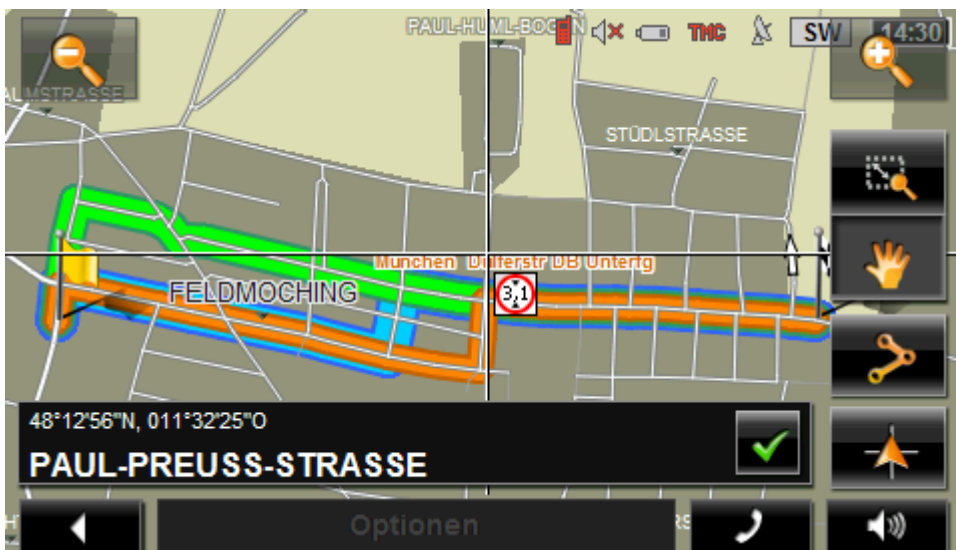 PAUL-HUML-BOGEN
TMC
SW
14:30
STÜDLSTRASSE
München Dülferstr DB Unterfg
FELDMOCHING
3,1
48°12'56"N, 011°32'25"O
PAUL-PREUSS-STRASSE
Optionen